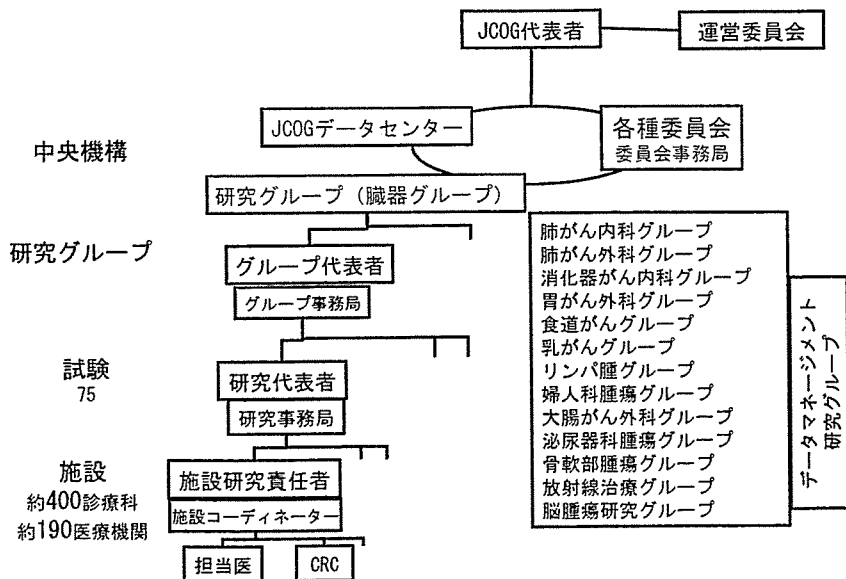 JCOG代表者
運営委員会
中央機構
JCOGデータセンター
各種委員会
委員会事務局
研究グループ（臓器グループ）
研究グループ
グループ代表者
グループ事務局
試験
75
研究代表者
研究事務局
施設
約400診療科
約190医療機関
施設研究責任者
施設コーディネーター
担当医
CRC
肺がん内科グループ
肺がん外科グループ
消化器がん内科グループ
胃がん外科グループ
食道がんグループ
乳がんグループ
リンパ腫グループ
婦人科腫瘍グループ
大腸がん外科グループ
泌尿器科腫瘍グループ
骨軟部腫瘍グループ
放射線治療グループ
脳腫瘍研究グループ
データマネージメント
研究グループ